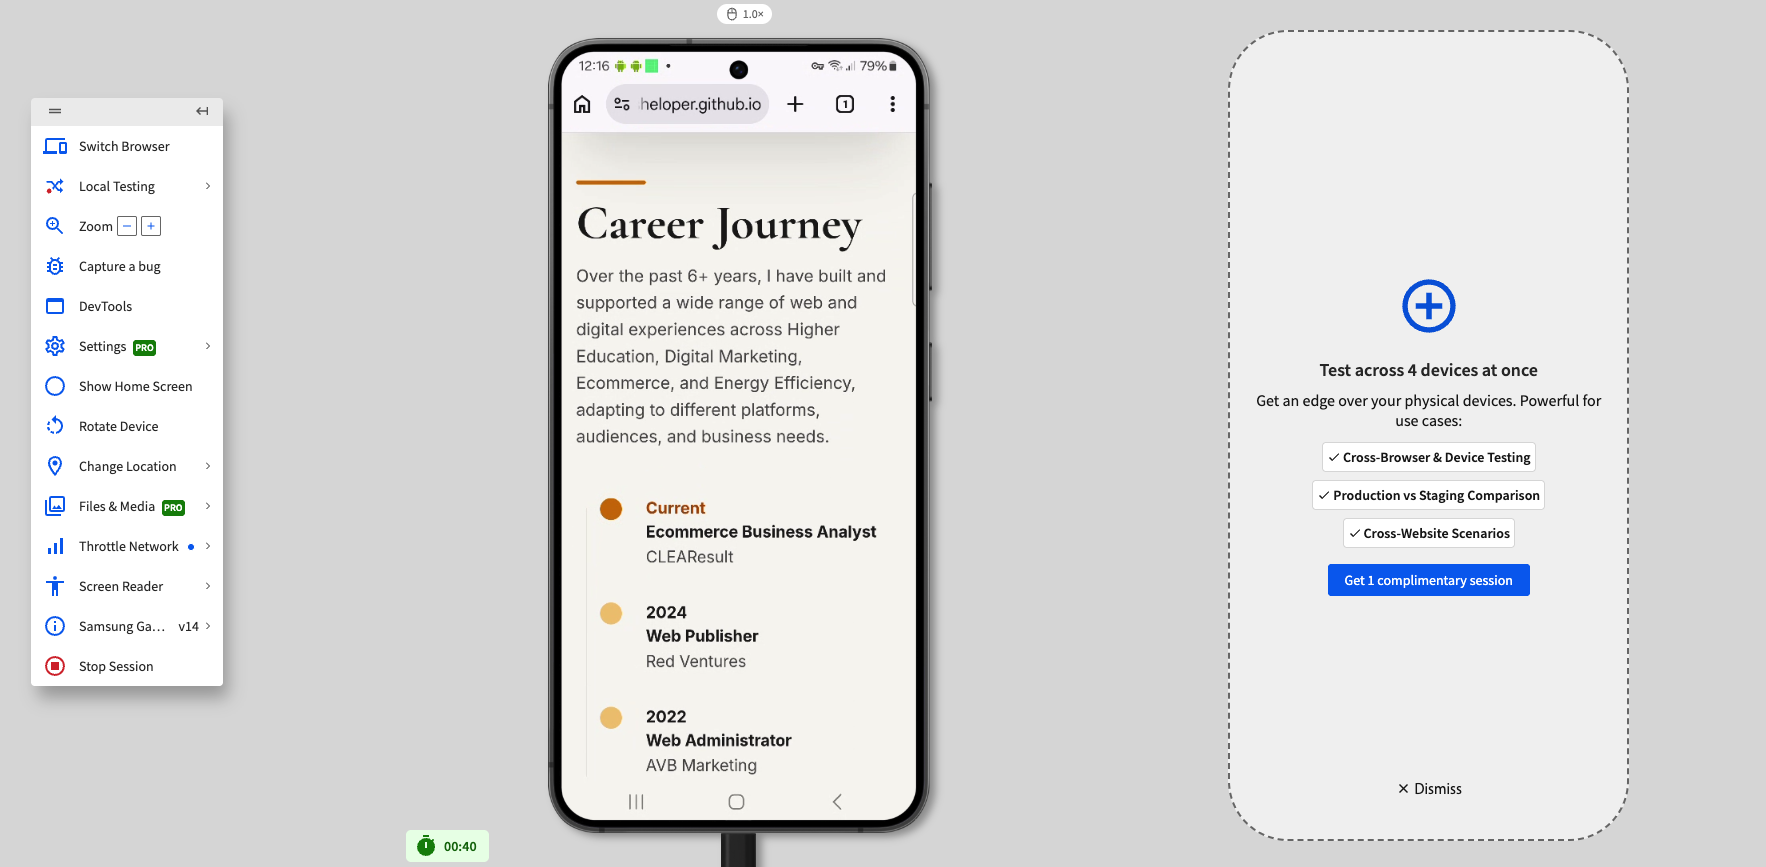 1.0×
Switch Browser
Local Testing
Zoom
Capture a bug
DevTools
Settings PRO
Show Home Screen
Rotate Device
Change Location
Files & Media PRO
Throttle Network
Screen Reader
Samsung Ga... v14
Stop Session
00:40
12:16 79%
heloper.github.io
1
Career Journey
Over the past 6+ years, I have built and
supported a wide range of web and
digital experiences across Higher
Education, Digital Marketing,
Ecommerce, and Energy Efficiency,
adapting to different platforms,
audiences, and business needs.
Current
Ecommerce Business Analyst
CLEAResult
2024
Web Publisher
Red Ventures
2022
Web Administrator
AVB Marketing
Test across 4 devices at once
Get an edge over your physical devices. Powerful for
use cases:
✓ Cross-Browser & Device Testing
✓ Production vs Staging Comparison
✓ Cross-Website Scenarios
Get 1 complimentary session
× Dismiss